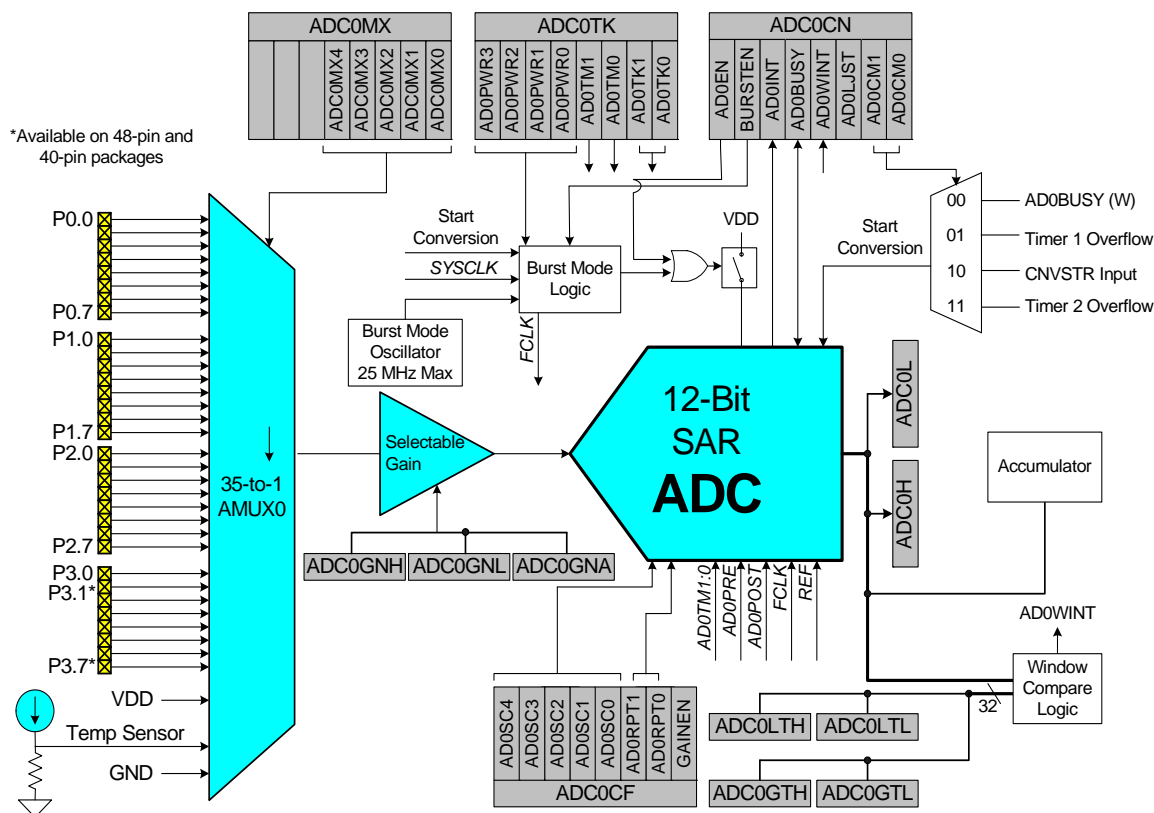 ADC0MX
ADC0MX4
ADC0MX3
ADC0MX2
ADC0MX1
ADC0MX0
ADC0TK
AD0PWR3
AD0PWR2
AD0PWR1
AD0PWR0
AD0TM1
AD0TM0
AD0TK1
AD0TK0
ADC0CN
AD0EN
BURSTEN
AD0INT
AD0BUSY
AD0WINT
AD0LJST
AD0CM1
AD0CM0
*Available on 48-pin and
40-pin packages
P0.0
P0.7
P1.0
P1.7
P2.0
P2.7
P3.0
P3.1*
P3.7*
VDD
Temp Sensor
GND
35-to-1
AMUX0
Start
Conversion
SYSCLK
Burst Mode
Logic
Burst Mode
Oscillator
25 MHz Max
FCLK
VDD
Start
Conversion
00
01
10
11
AD0BUSY (W)
Timer 1 Overflow
CNVSTR Input
Timer 2 Overflow
Selectable
Gain
ADC0GNH
ADC0GNL
ADC0GNA
12-Bit
SAR
ADC
ADC0L
ADC0H
Accumulator
AD0TM1:0
AD0PRE
AD0POST
FCLK
REF
AD0WINT
Window
Compare
Logic
32
ADC0LTH
ADC0LTL
ADC0GTH
ADC0GTL
AD0SC4
AD0SC3
AD0SC2
AD0SC1
AD0SC0
AD0RPT1
AD0RPT0
GAINEN
ADC0CF